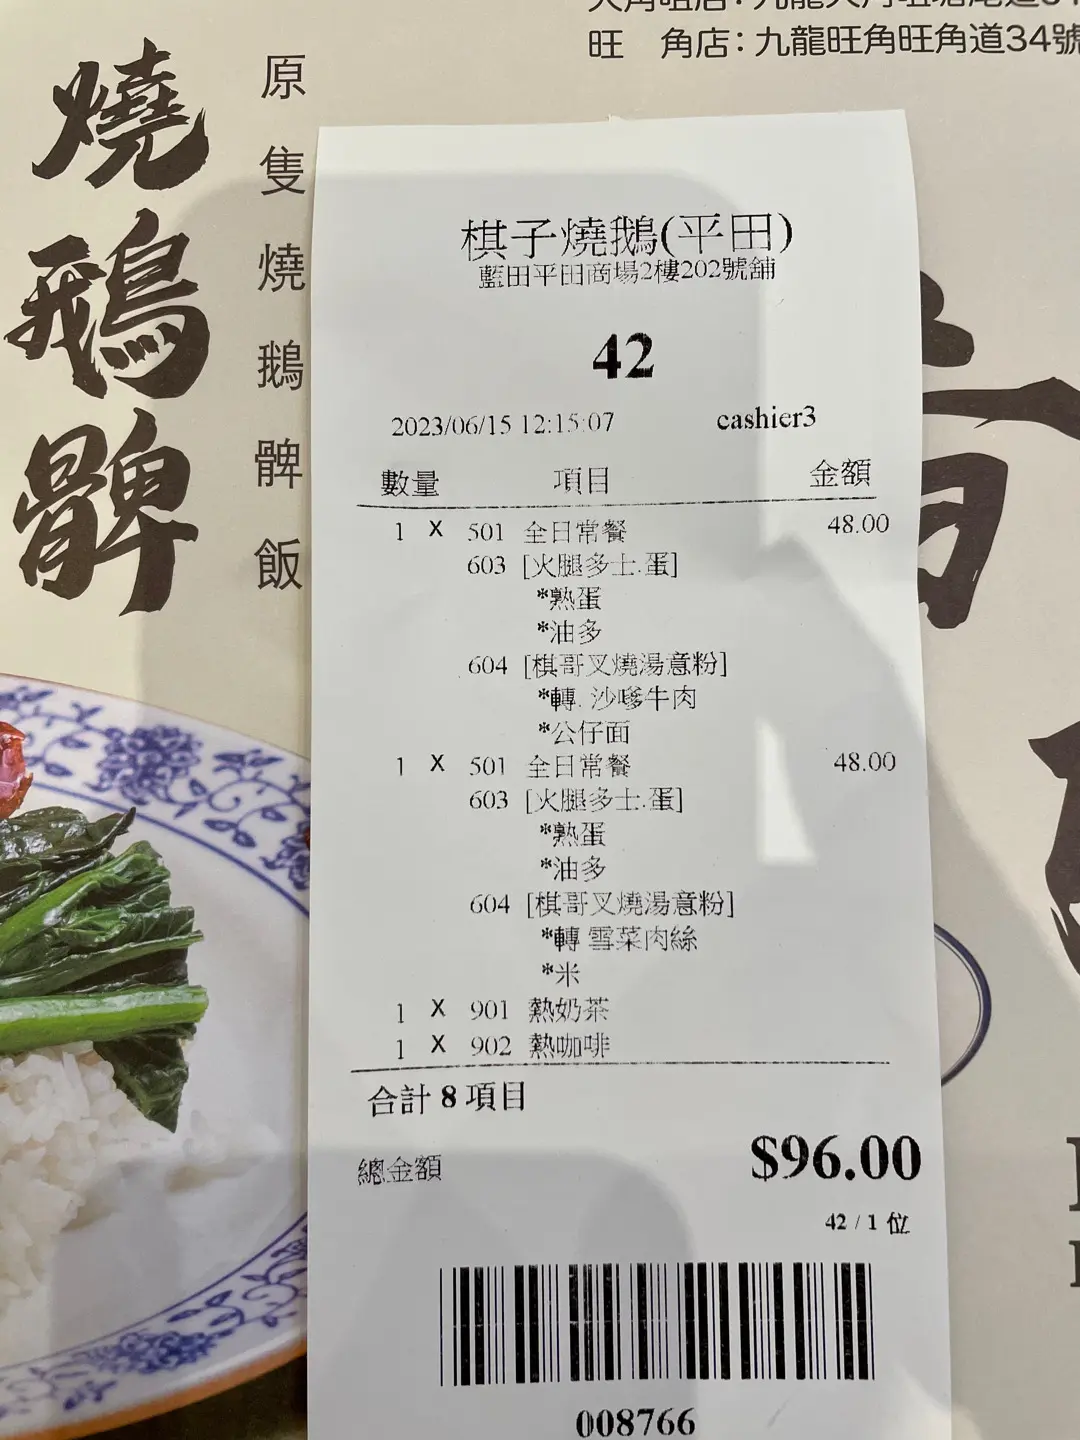 旺 角店：九龍旺角旺角道34號
燒鵝髀
原隻燒鵝髀飯
棋子燒鵝(平田)
藍田平田商場2樓202號舖
42
2023/06/15 12:15:07 cashier3
數量 項目 金額
1 X 501 全日常餐 48.00
603 [火腿多士.蛋]
*熟蛋
*油多
604 [棋哥叉燒湯意粉]
*轉. 沙嗲牛肉
*公仔面
1 X 501 全日常餐 48.00
603 [火腿多士.蛋]
*熟蛋
*油多
604 [棋哥叉燒湯意粉]
*轉 雪菜肉絲
*米
1 X 901 熱奶茶
1 X 902 熱咖啡
合計 8 項目
總金額 $96.00
42 / 1 位
008766